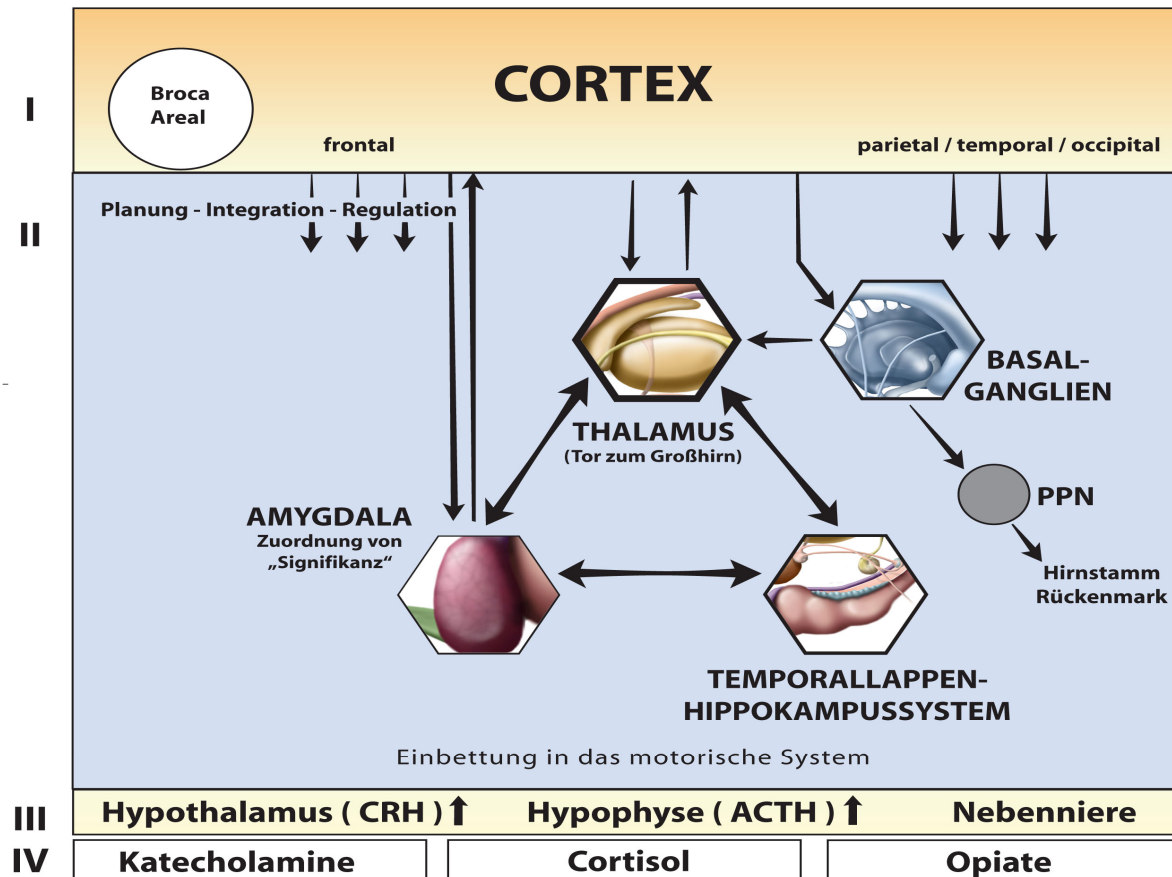 I
Broca
Areal
CORTEX
frontal
parietal / temporal / occipital
II
Planung - Integration - Regulation
BASAL-
GANGLIEN
THALAMUS
(Tor zum Großhirn)
PPN
AMYGDALA
Zuordnung von
„Signifikanz“
Hirnstamm
Rückenmark
TEMPORALLAPPEN-
HIPPOKAMPUSSYSTEM
Einbettung in das motorische System
III
Hypothalamus ( CRH )
Hypophyse ( ACTH )
Nebenniere
IV
Katecholamine
Cortisol
Opiate